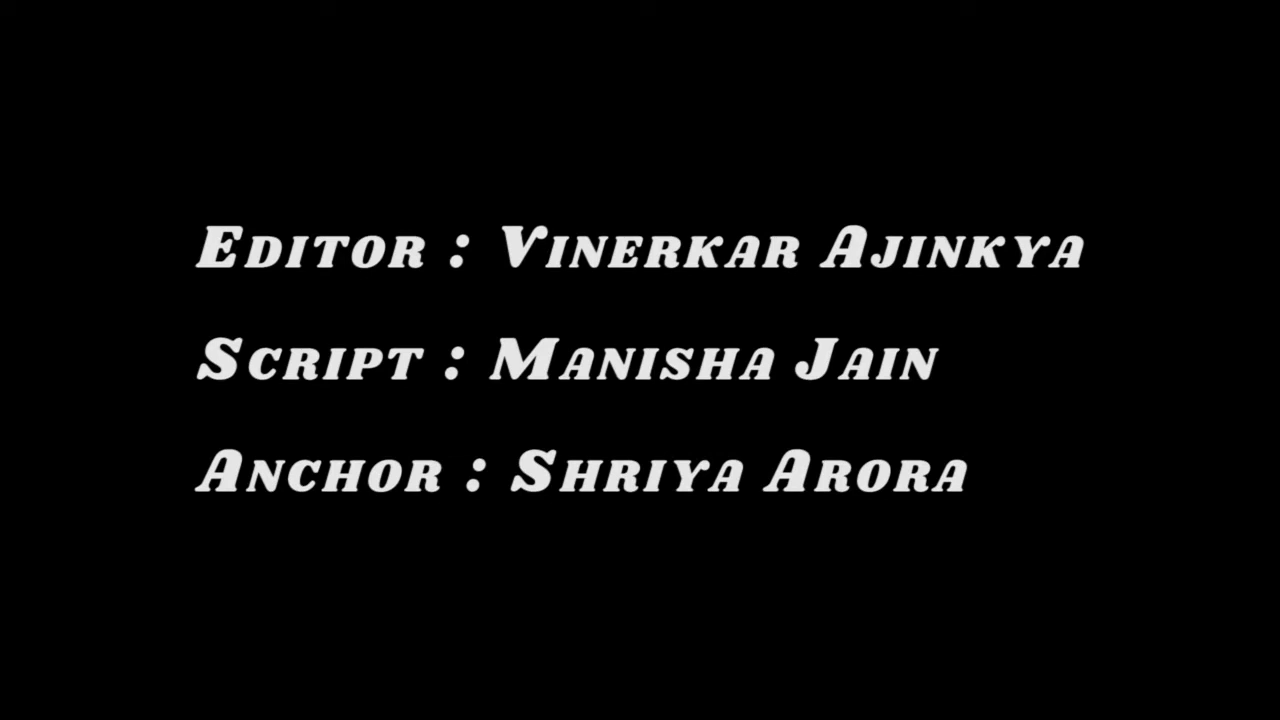 Editor : Vinerkar Ajinkya
Script : Manisha Jain
Anchor : Shriya Arora